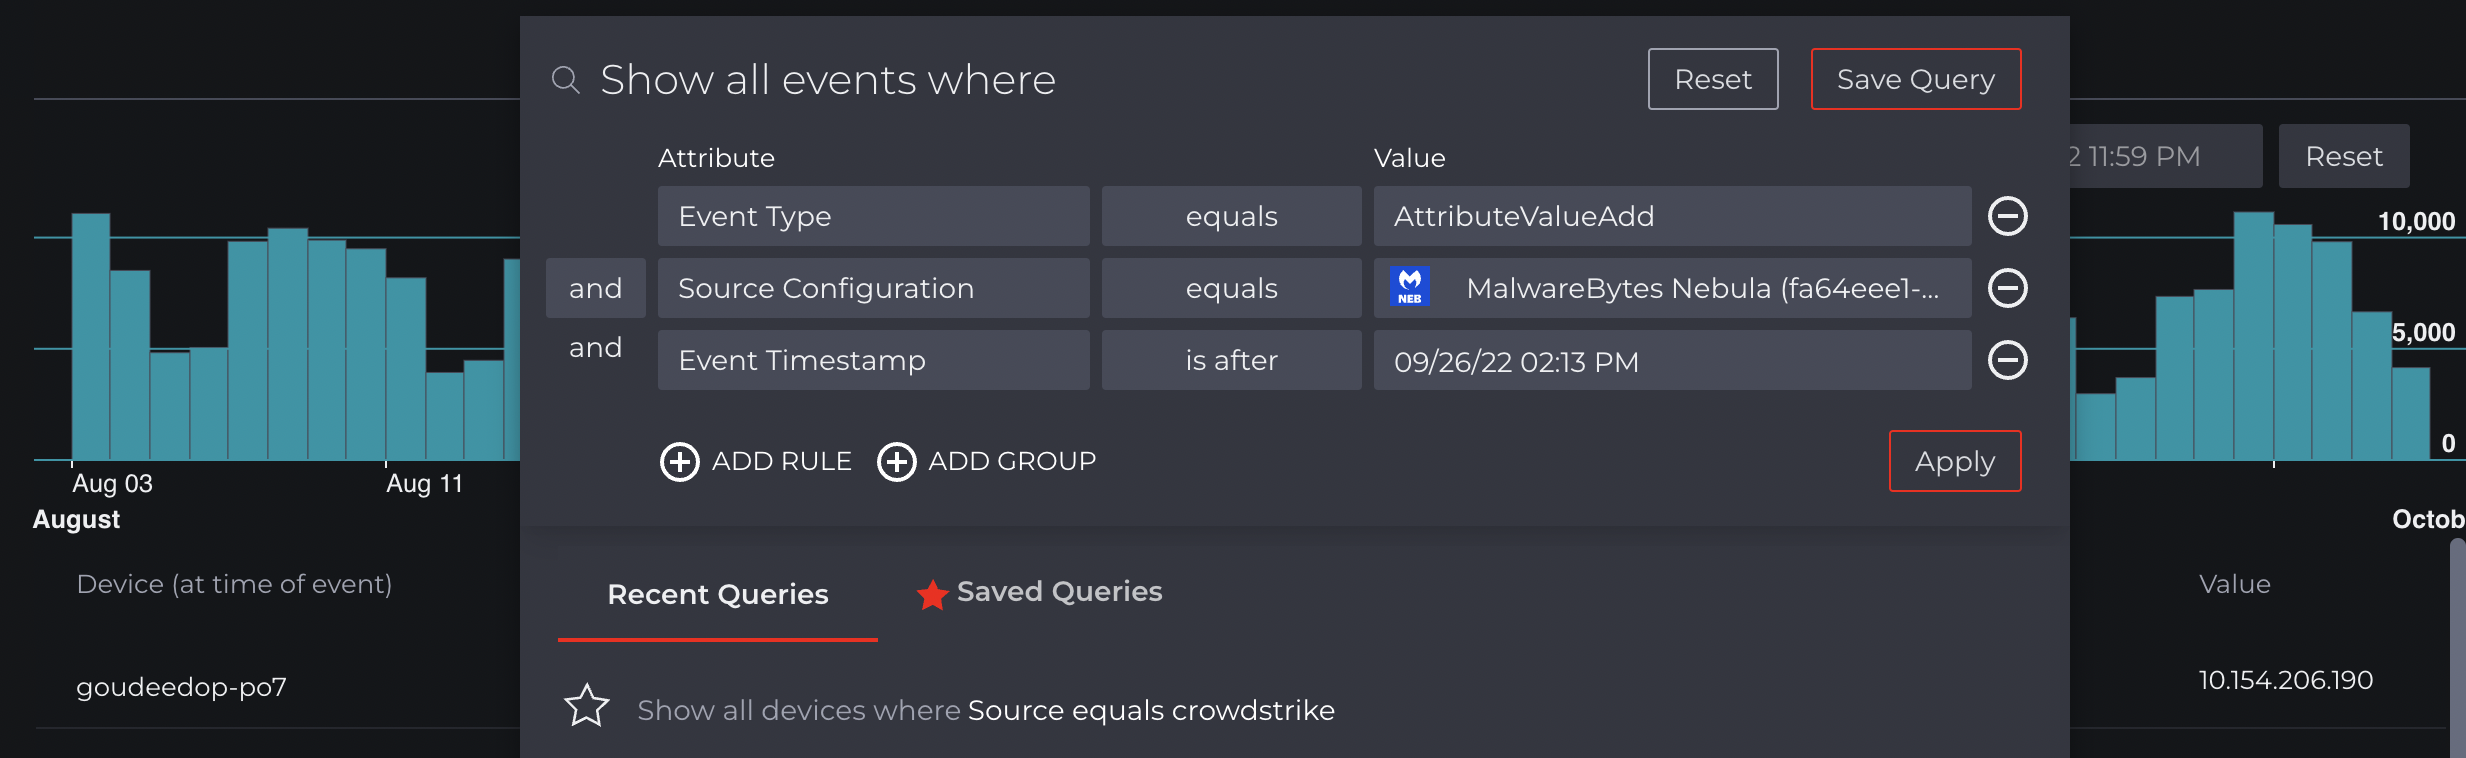 Show all events where
Reset
Save Query
Attribute
Value
Event Type
equals
AttributeValueAdd
and
Source Configuration
equals
NEB
MalwareBytes Nebula (fa64eee1-...
and
Event Timestamp
is after
09/26/22 02:13 PM
ADD RULE
ADD GROUP
Apply
2 11:59 PM
Reset
10,000
5,000
0
Aug 03
Aug 11
August
Octob
Recent Queries
Saved Queries
Device (at time of event)
Value
goudeedop-po7
10.154.206.190
Show all devices where Source equals crowdstrike